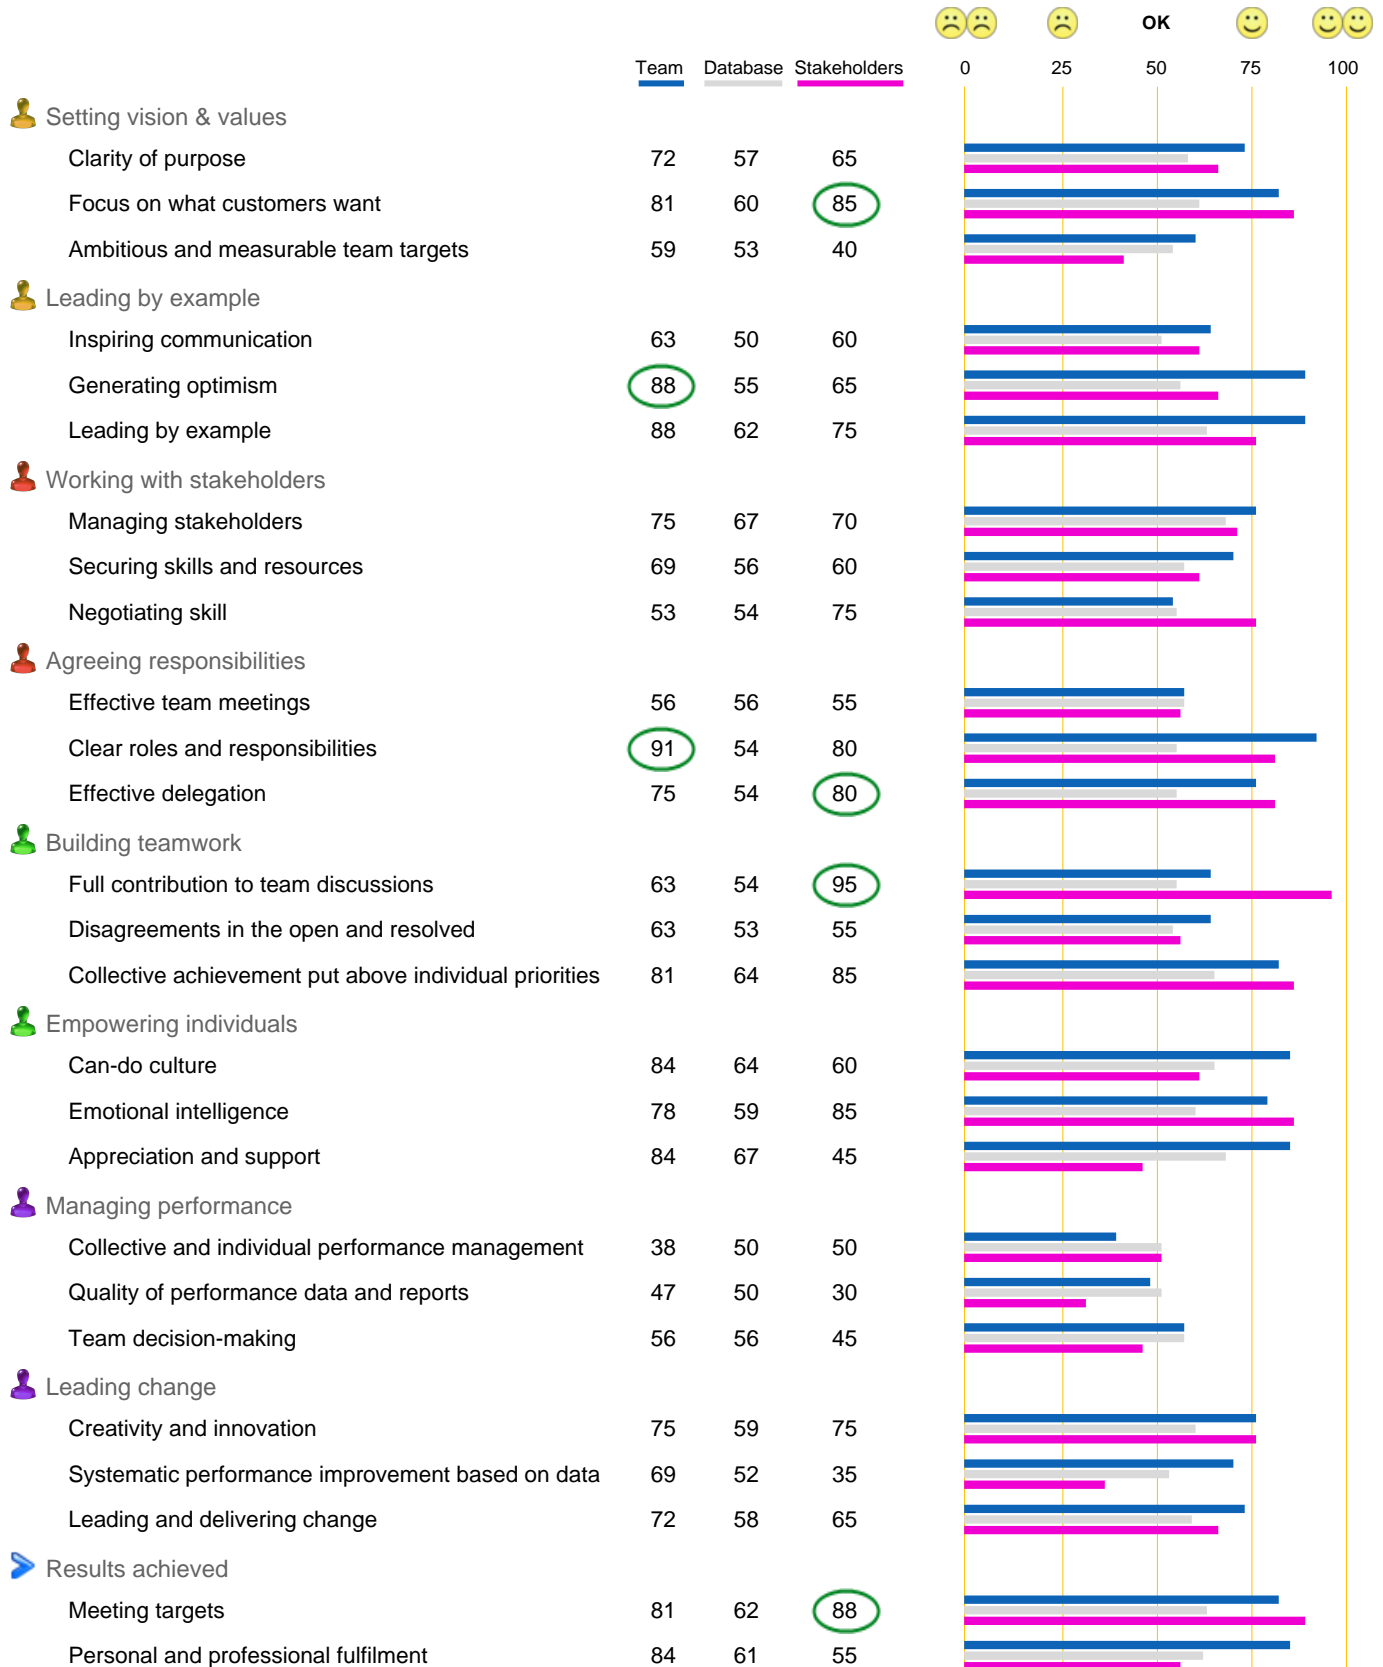 OK
Team Database Stakeholders 0 25 50 75 100
Setting vision & values
Clarity of purpose 72 57 65
Focus on what customers want 81 60 85
Ambitious and measurable team targets 59 53 40
Leading by example
Inspiring communication 63 50 60
Generating optimism 88 55 65
Leading by example 88 62 75
Working with stakeholders
Managing stakeholders 75 67 70
Securing skills and resources 69 56 60
Negotiating skill 53 54 75
Agreeing responsibilities
Effective team meetings 56 56 55
Clear roles and responsibilities 91 54 80
Effective delegation 75 54 80
Building teamwork
Full contribution to team discussions 63 54 95
Disagreements in the open and resolved 63 53 55
Collective achievement put above individual priorities 81 64 85
Empowering individuals
Can-do culture 84 64 60
Emotional intelligence 78 59 85
Appreciation and support 84 67 45
Managing performance
Collective and individual performance management 38 50 50
Quality of performance data and reports 47 50 30
Team decision-making 56 56 45
Leading change
Creativity and innovation 75 59 75
Systematic performance improvement based on data 69 52 35
Leading and delivering change 72 58 65
Results achieved
Meeting targets 81 62 88
Personal and professional fulfilment 84 61 55